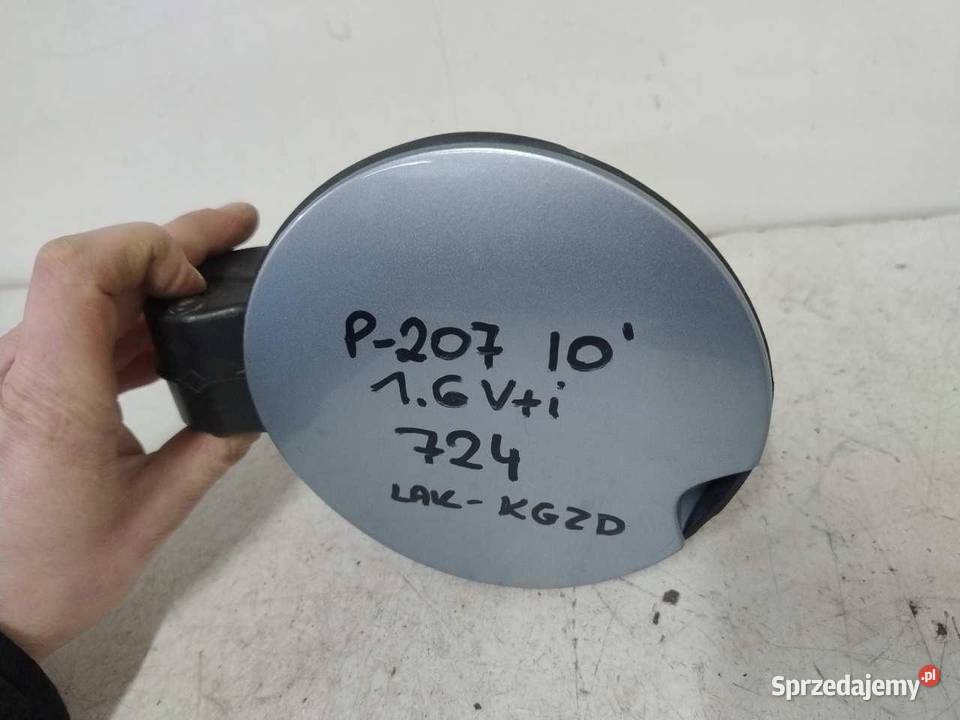 P-207 10'
1.6 Vti
724
LAK-KGZD
Sprzedajemy.pl